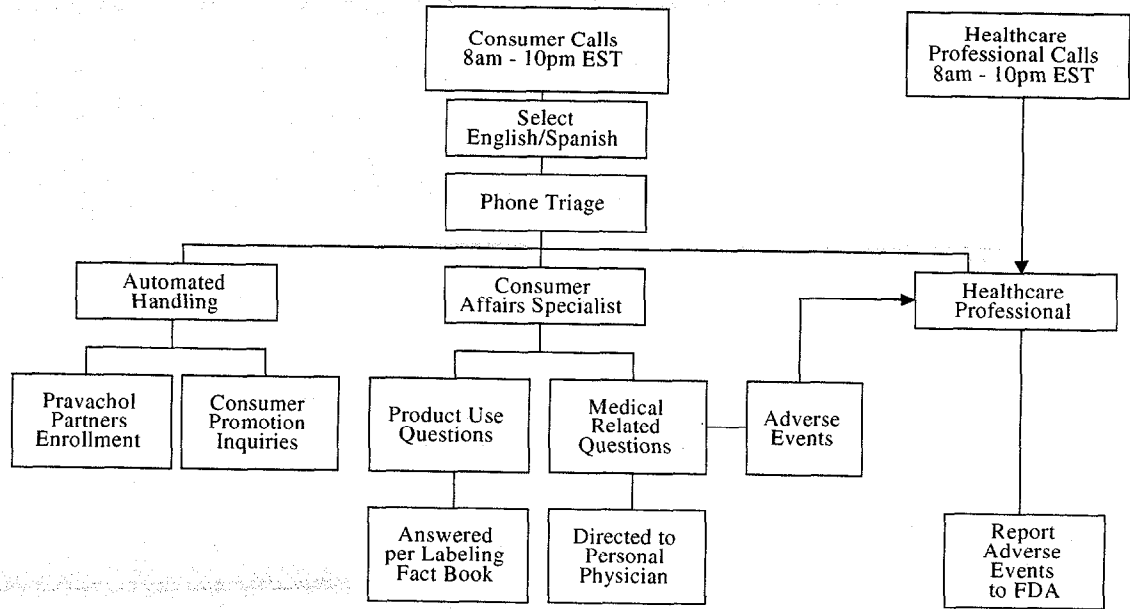 Consumer Calls
8am - 10pm EST
Healthcare
Professional Calls
8am - 10pm EST
Select
English/Spanish
Phone Triage
Automated
Handling
Consumer
Affairs Specialist
Healthcare
Professional
Pravachol
Partners
Enrollment
Consumer
Promotion
Inquiries
Product Use
Questions
Medical
Related
Questions
Adverse
Events
Answered
per Labeling
Fact Book
Directed to
Personal
Physician
Report
Adverse
Events
to FDA